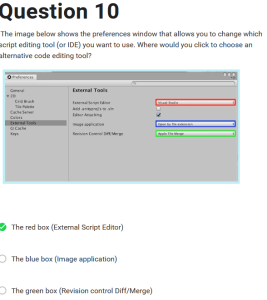 Question 10
The image below shows the preferences window that allows you to change which
script editing tool (or IDE) you want to use. Where would you click to choose an
alternative code editing tool?
Preferences
General
2D
Grid Brush
Tile Palette
Cache Server
Colors
External Tools
GI Cache
Keys
External Tools
External Script Editor
Visual Studio
Add .unityproj's to .sln
Editor Attaching
Image application
Open by file extension
Revision Control Diff/Merge
Apple File Merge
The red box (External Script Editor)
The blue box (Image application)
The green box (Revision control Diff/Merge)